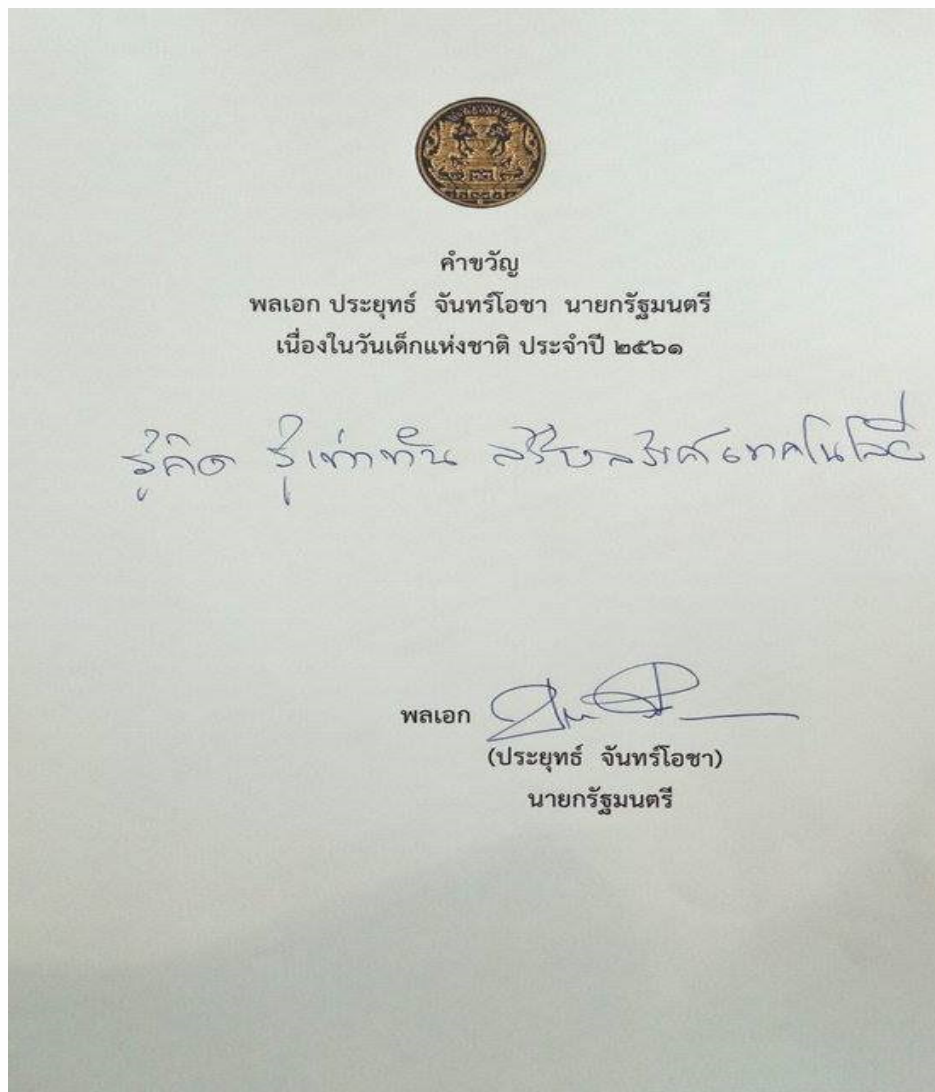 คำขวัญ
พลเอก ประยุทธ์ จันทร์โอชา นายกรัฐมนตรี
เนื่องในวันเด็กแห่งชาติ ประจำปี ๒๕๖๑
รู้คิด รู้เท่าทัน สร้างสรรค์เทคโนโลยี
พลเอก
(ประยุทธ์ จันทร์โอชา)
นายกรัฐมนตรี